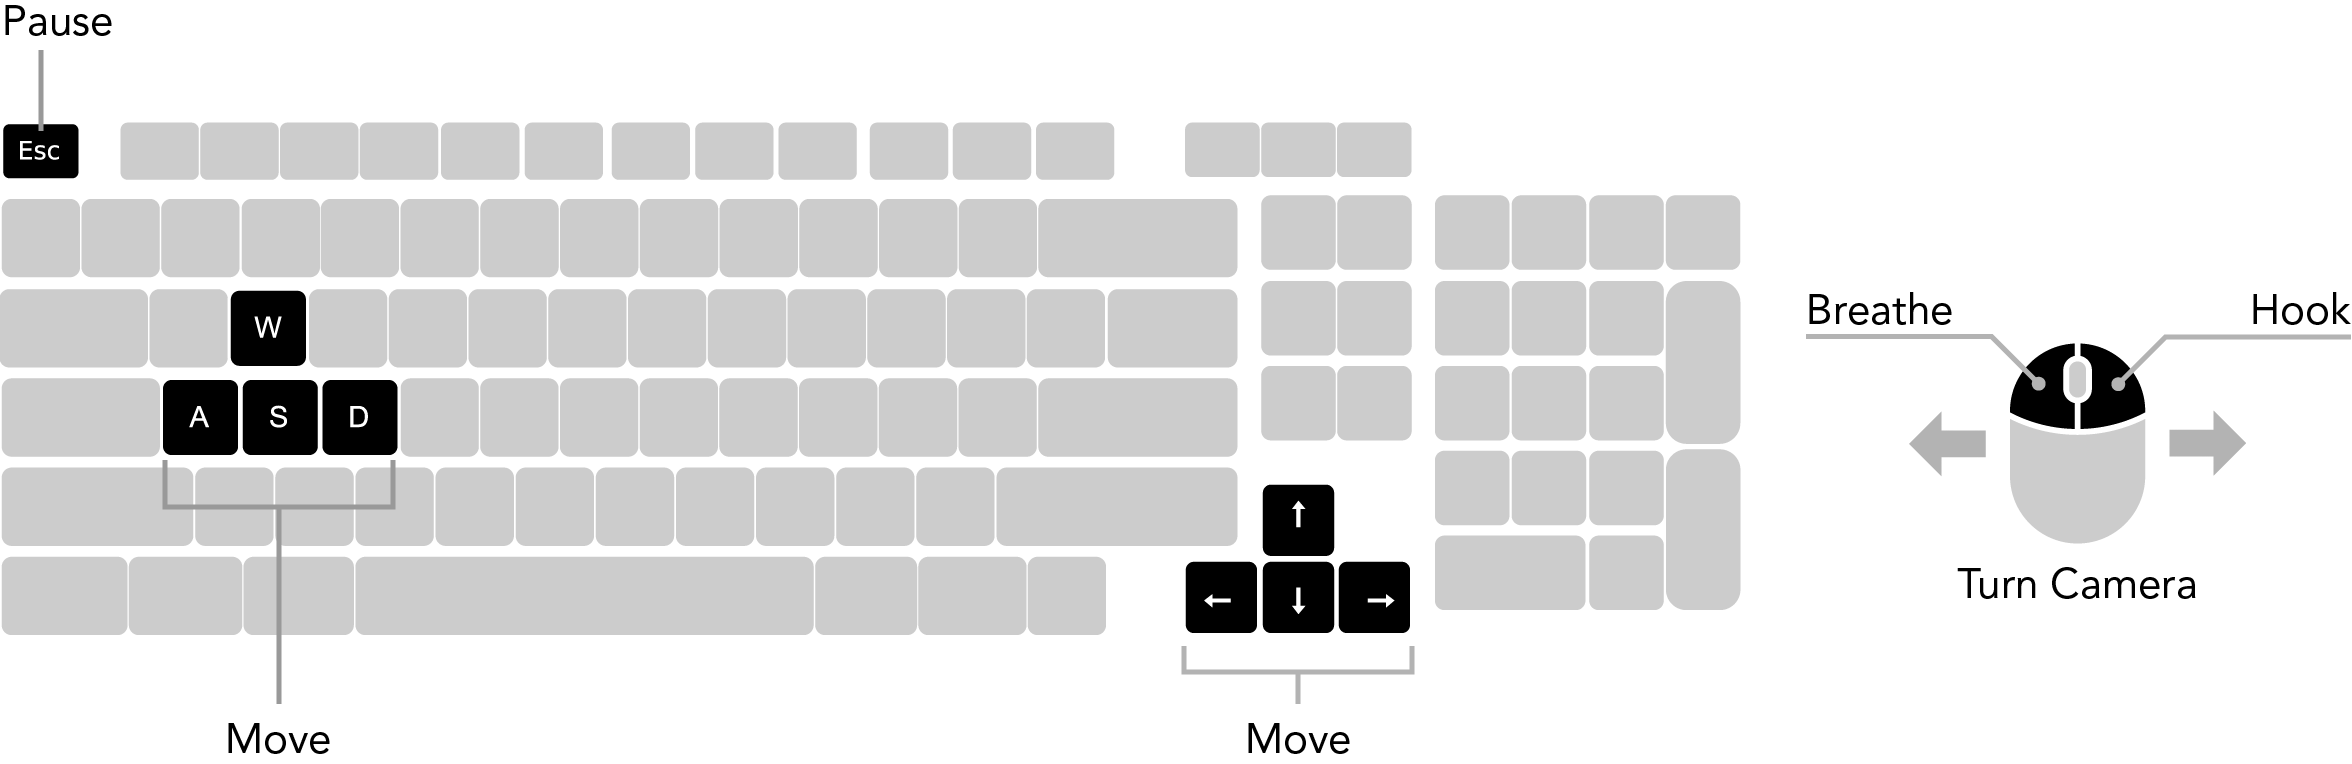 Pause
Esc
W
Breathe
Hook
A S D
↑
← ↓ →
Turn Camera
Move
Move